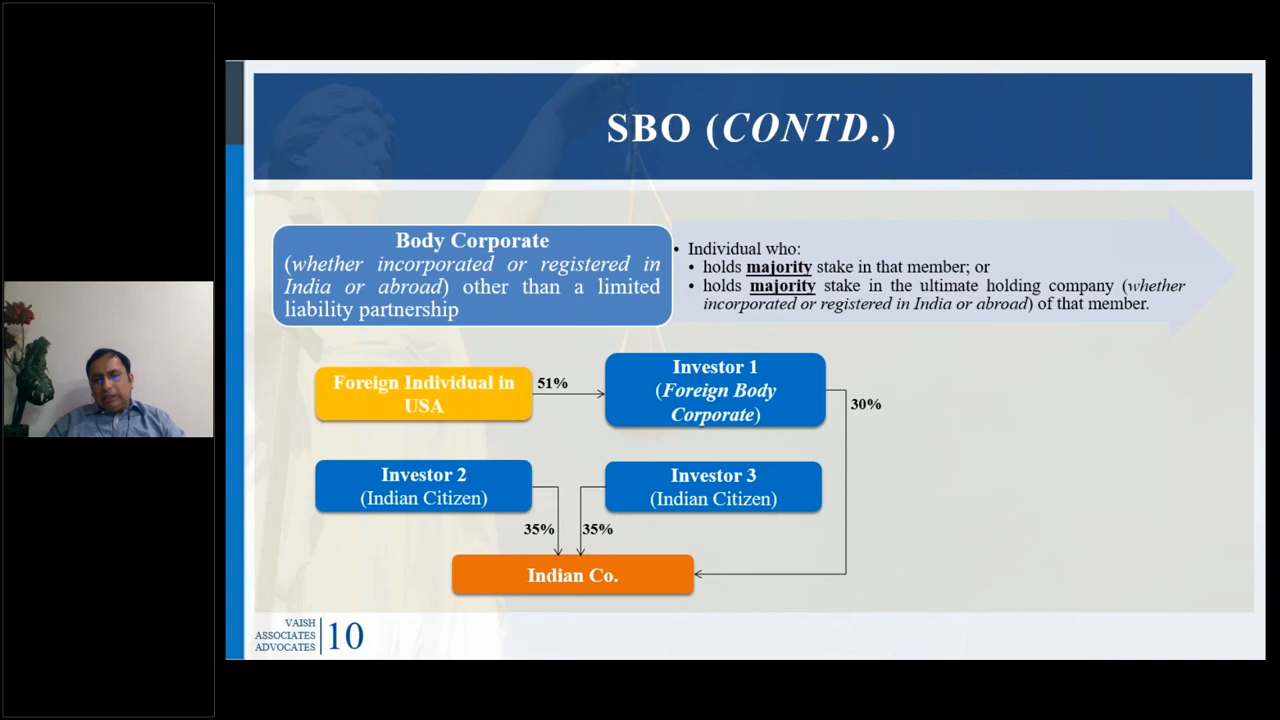 SBO (CONTD.)
Body Corporate
(whether incorporated or registered in
India or abroad) other than a limited
liability partnership
• Individual who:
• holds majority stake in that member; or
• holds majority stake in the ultimate holding company (whether
incorporated or registered in India or abroad) of that member.
Foreign Individual in
USA
51%
Investor 1
(Foreign Body
Corporate)
30%
Investor 2
(Indian Citizen)
Investor 3
(Indian Citizen)
35%
35%
Indian Co.
VAISH
ASSOCIATES
ADVOCATES
10